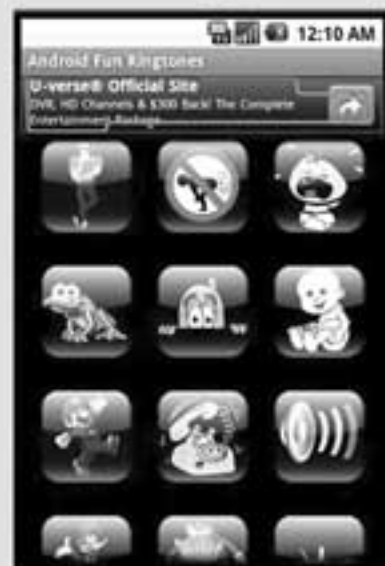 12:10 AM
Android Fun Ringtones
U-verse® Official Site
DVR, HD Channels & $300 Back! The Complete
Entertainment Package